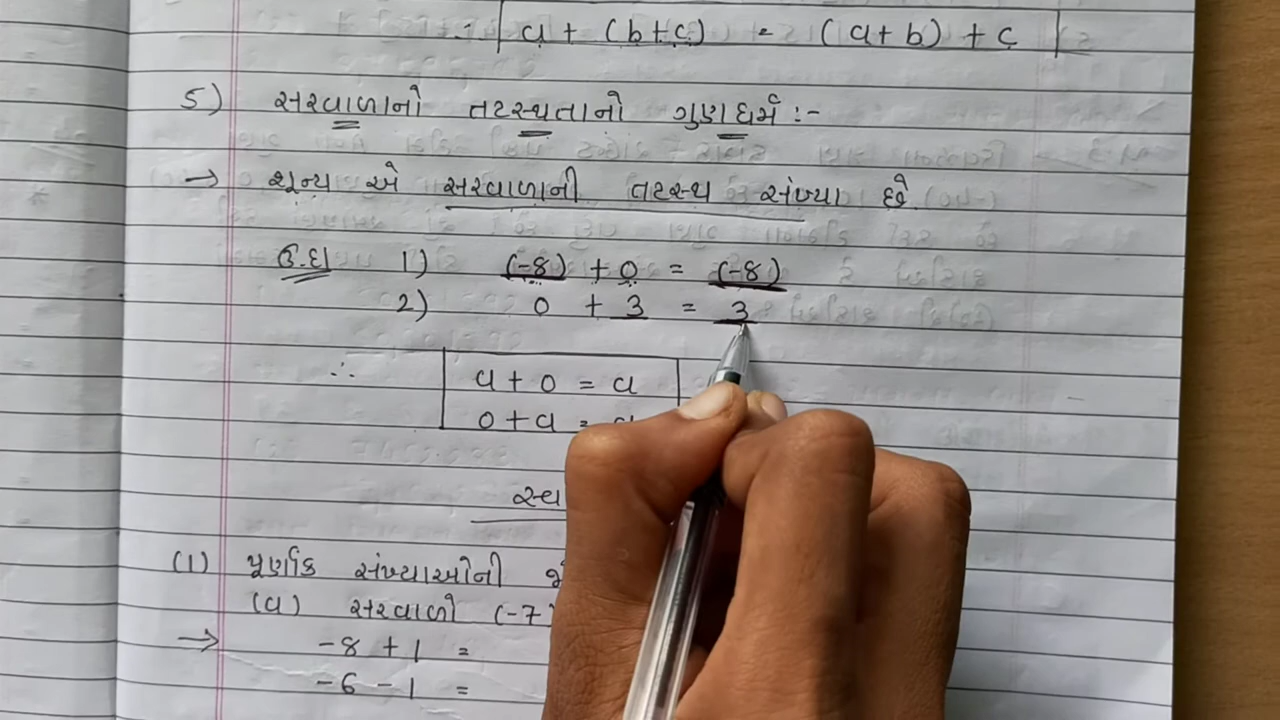 ∴ a + (b+c) = (a+b) + c
5) સરવાળાનો તટસ્થતાનો ગુણધર્મ :-
→ શૂન્ય એ સરવાળાની તટસ્થ સંખ્યા છે.
ઉ.દા 1) (-8) + 0 = (-8)
2) 0 + 3 = 3
∴ a + 0 = a
0 + a =
સ્વા
(1) પૂર્ણાંક સંખ્યાઓની
(a) સરવાળો (-7)
→ -8 + 1 =
-6 - 1 =